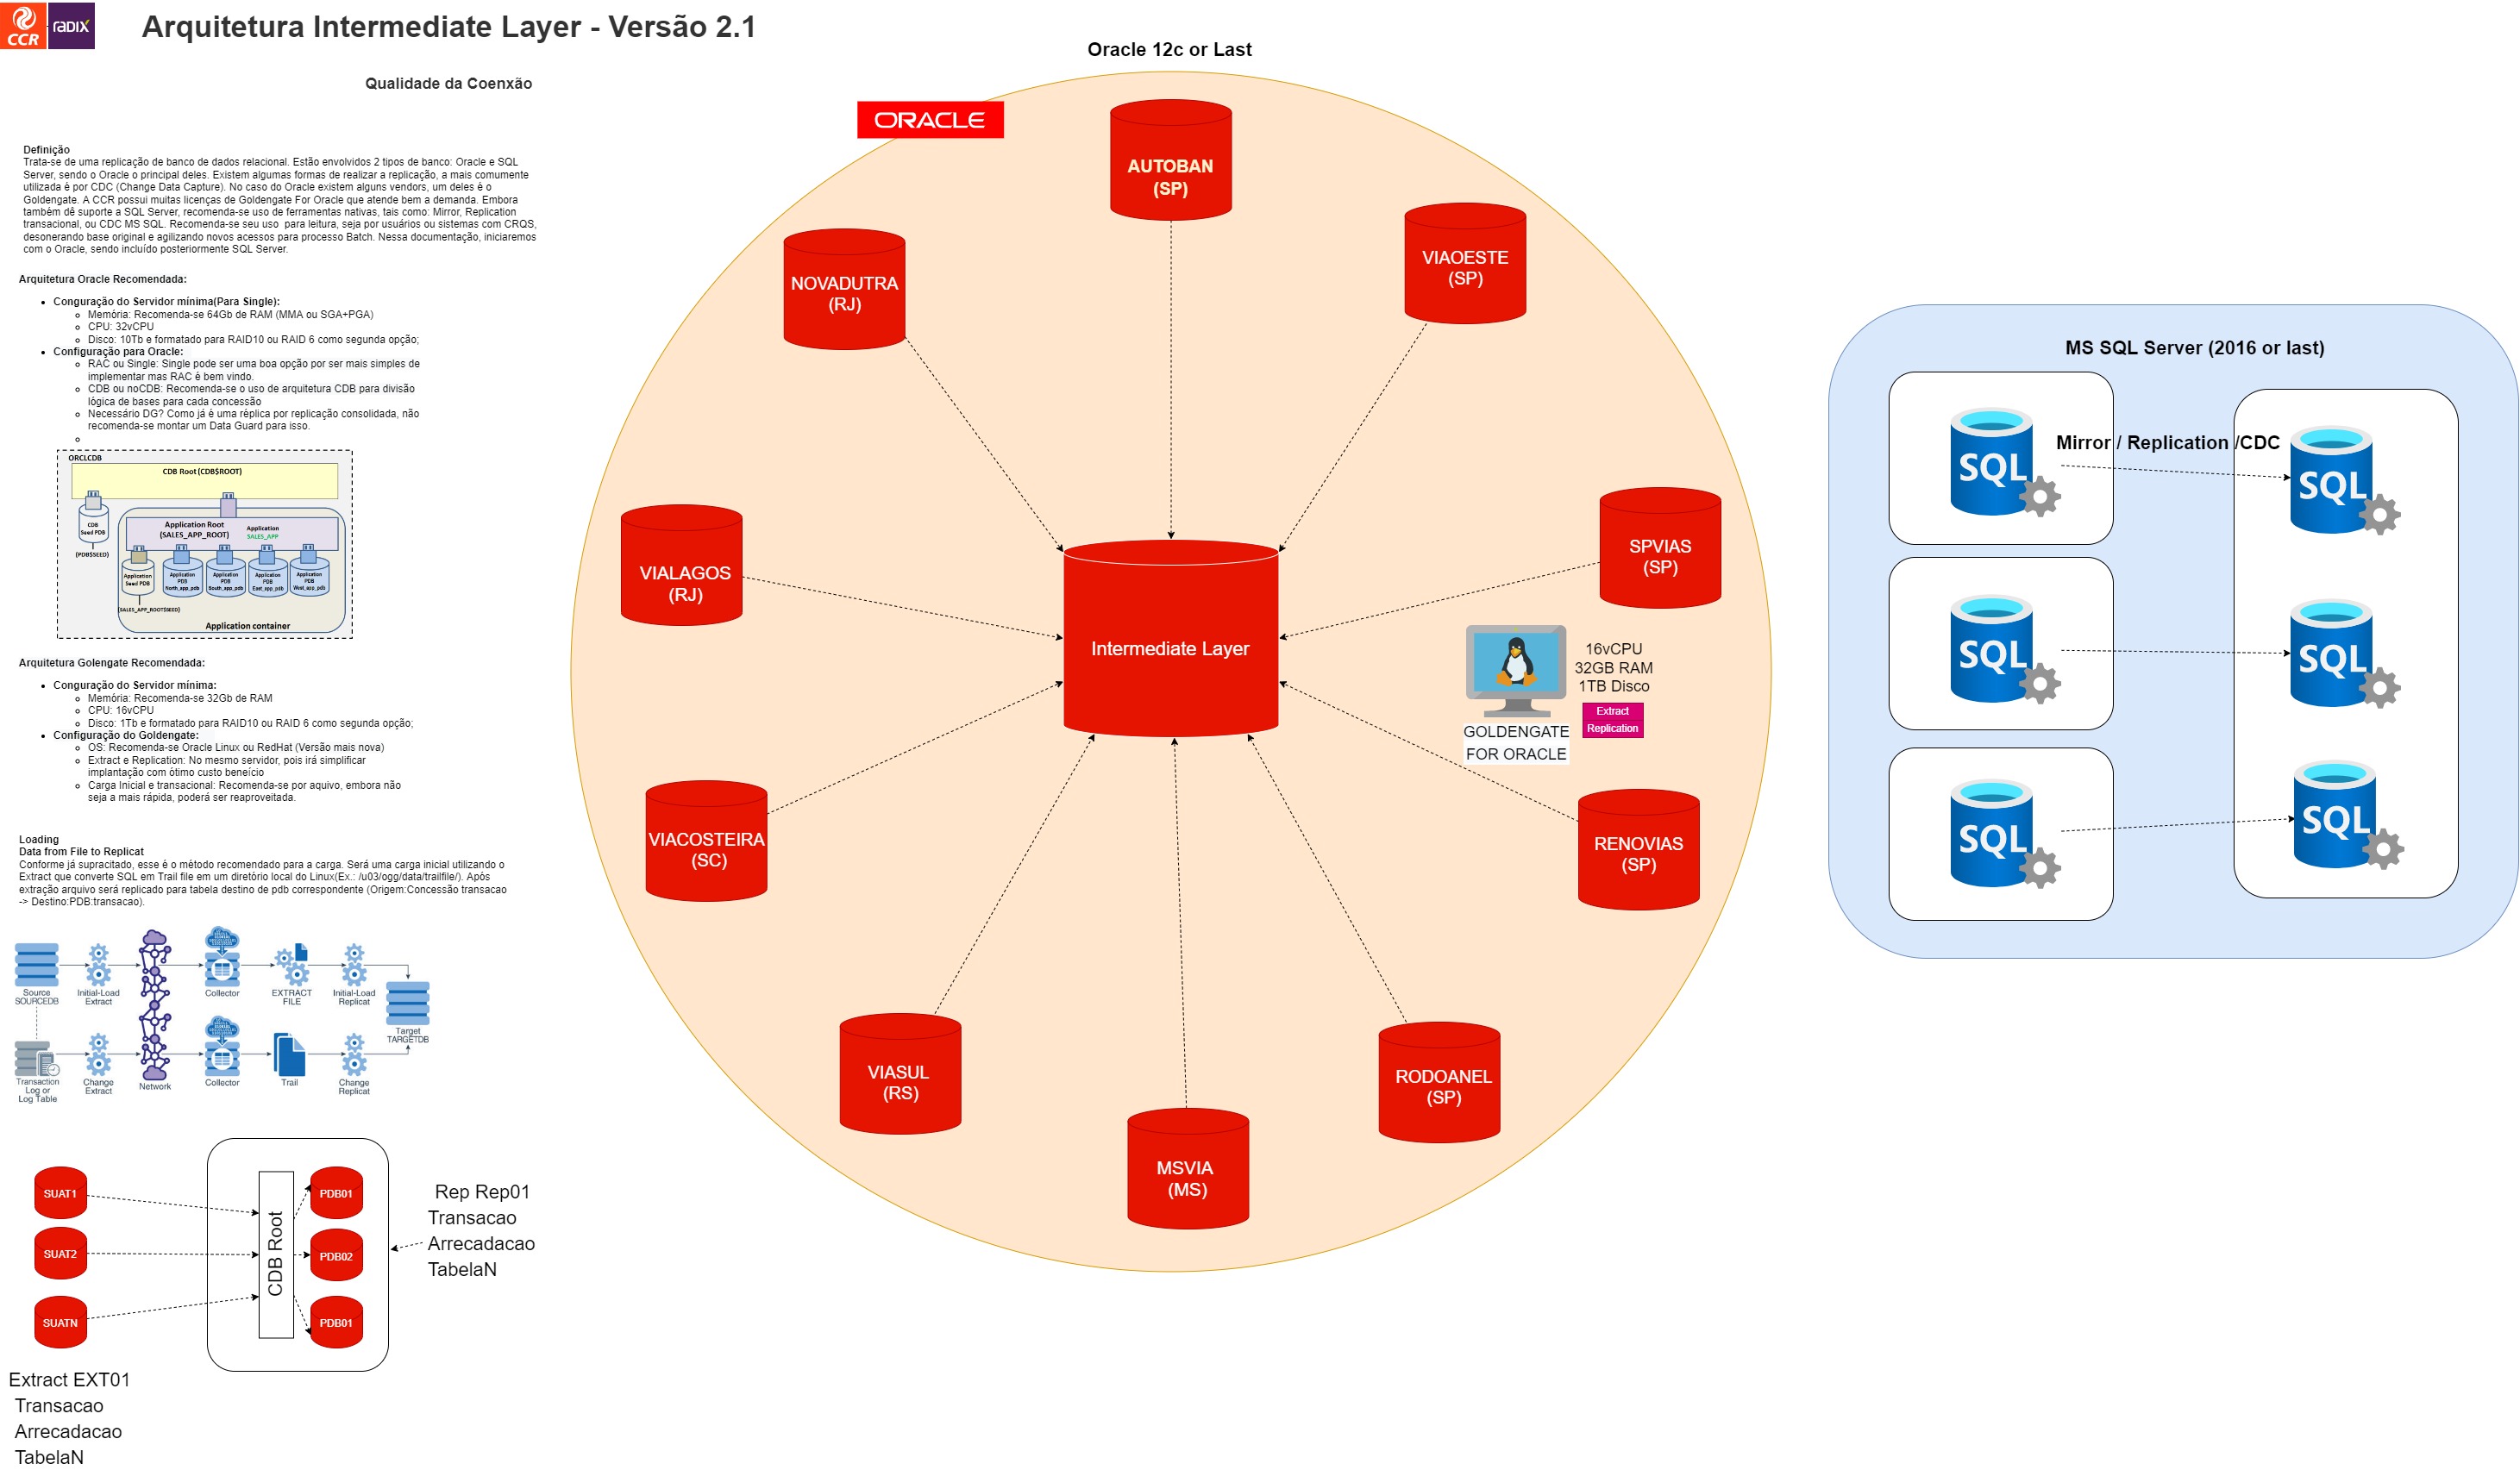 CCR
radix
Arquitetura Intermediate Layer - Versão 2.1
Qualidade da Coenxão
Definição
Trata-se de uma replicação de banco de dados relacional. Estão envolvidos 2 tipos de banco: Oracle e SQL
Server, sendo o Oracle o principal deles. Existem algumas formas de realizar a replicação, a mais comumente
utilizada é por CDC (Change Data Capture). No caso do Oracle existem alguns vendors, um deles é o
Goldengate. A CCR possui muitas licenças de Goldengate For Oracle que atende bem a demanda. Embora
também dê suporte a SQL Server, recomenda-se uso de ferramentas nativas, tais como: Mirror, Replication
transacional, ou CDC MS SQL. Recomenda-se seu uso  para leitura, seja por usuários ou sistemas com CRQS,
desonerando base original e agilizando novos acessos para processo Batch. Nessa documentação, iniciaremos
com o Oracle, sendo incluído posteriormente SQL Server.
Arquitetura Oracle Recomendada:
Conguração do Servidor mínima(Para Single):
Memória: Recomenda-se 64Gb de RAM (MMA ou SGA+PGA)
CPU: 32vCPU
Disco: 10Tb e formatado para RAID10 ou RAID 6 como segunda opção;
Configuração para Oracle:
RAC ou Single: Single pode ser uma boa opção por ser mais simples de
implementar mas RAC é bem vindo.
CDB ou noCDB: Recomenda-se o uso de arquitetura CDB para divisão
lógica de bases para cada concessão
Necessário DG? Como já é uma réplica por replicação consolidada, não
recomenda-se montar um Data Guard para isso.
ORCLCDB
CDB Root (CDB$ROOT)
CDB
Seed PDB
(PDB$SEED)
Application Root
(SALES_APP_ROOT)
Application
SALES_APP
Application
Seed PDB
Application
PDB
North_app_pdb
Application
PDB
South_app_pdb
Application
PDB
East_app_pdb
Application
PDB
West_app_pdb
(SALES_APP_ROOT$SEED)
Application container
Arquitetura Golengate Recomendada:
Conguração do Servidor mínima:
Memória: Recomenda-se 32Gb de RAM
CPU: 16vCPU
Disco: 1Tb e formatado para RAID10 ou RAID 6 como segunda opção;
Configuração do Goldengate:
OS: Recomenda-se Oracle Linux ou RedHat (Versão mais nova)
Extract e Replication: No mesmo servidor, pois irá simplificar
implantação com ótimo custo beneício
Carga Inicial e transacional: Recomenda-se por aquivo, embora não
seja a mais rápida, poderá ser reaproveitada.
Loading
Data from File to Replicat
Conforme já supracitado, esse é o método recomendado para a carga. Será uma carga inicial utilizando o
Extract que converte SQL em Trail file em um diretório local do Linux(Ex.: /u03/ogg/data/trailfile/). Após
extração arquivo será replicado para tabela destino de pdb correspondente (Origem:Concessão transacao
-> Destino:PDB:transacao).
Source
SOURCEDB
Initial-Load
Extract
Collector
EXTRACT
FILE
Initial-Load
Replicat
Target
TARGETDB
Transaction
Log or
Log Table
Change
Extract
Network
Collector
Trail
Change
Replicat
SUAT1
SUAT2
SUATN
CDB Root
PDB01
PDB02
PDB01
Rep Rep01
Transacao
Arrecadacao
TabelaN
Extract EXT01
Transacao
Arrecadacao
TabelaN
Oracle 12c or Last
ORACLE
AUTOBAN
(SP)
NOVADUTRA
(RJ)
VIAOESTE
(SP)
VIALAGOS
(RJ)
SPVIAS
(SP)
Intermediate Layer
16vCPU
32GB RAM
1TB Disco
Extract
Replication
GOLDENGATE
FOR ORACLE
VIACOSTEIRA
(SC)
RENOVIAS
(SP)
VIASUL
(RS)
RODOANEL
(SP)
MSVIA
(MS)
MS SQL Server (2016 or last)
Mirror / Replication /CDC
SQL
SQL
SQL
SQL
SQL
SQL